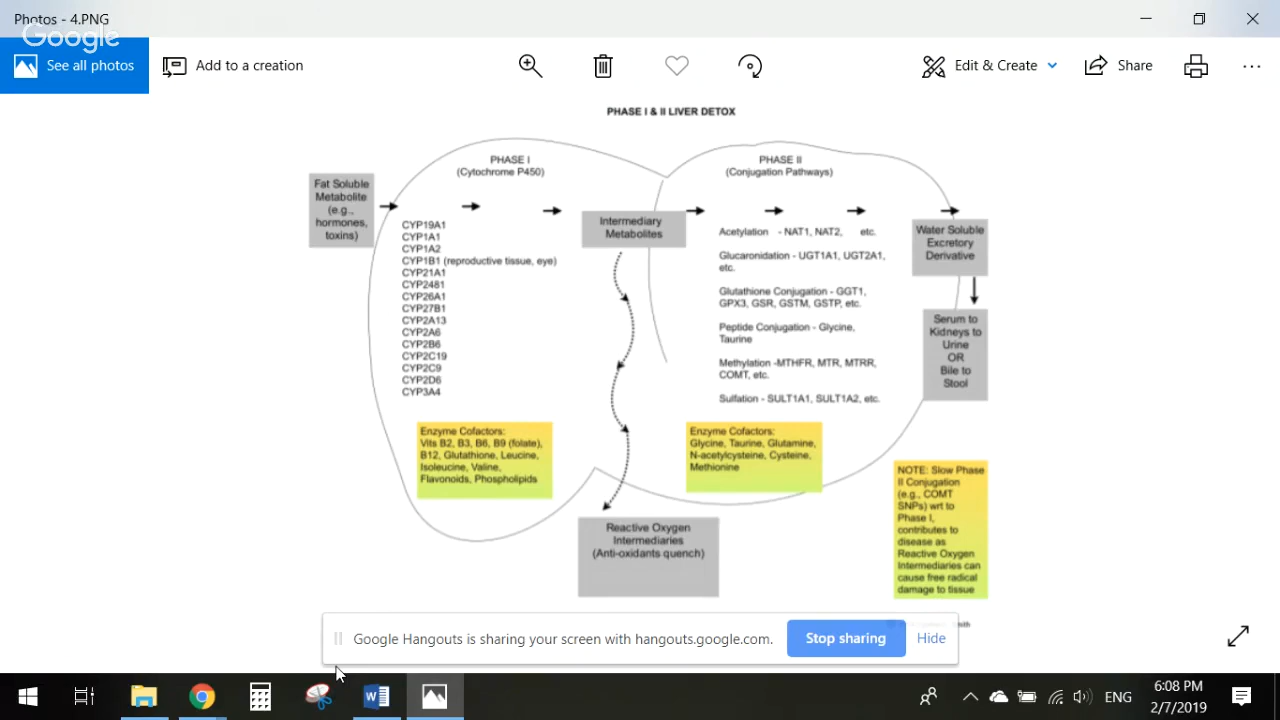 Photos - 4.PNG
Google
See all photos
Add to a creation
Edit & Create
Share
PHASE I & II LIVER DETOX
PHASE I
(Cytochrome P450)
PHASE II
(Conjugation Pathways)
Fat Soluble
Metabolite
(e.g.,
hormones,
toxins)
CYP19A1
CYP1A1
CYP1A2
CYP1B1 (reproductive tissue, eye)
CYP21A1
CYP2481
CYP26A1
CYP27B1
CYP2A13
CYP2A6
CYP2B6
CYP2C19
CYP2C9
CYP2D6
CYP3A4
Intermediary
Metabolites
Acetylation - NAT1, NAT2, etc.
Glucaronidation - UGT1A1, UGT2A1,
etc.
Glutathione Conjugation - GGT1,
GPX3, GSR, GSTM, GSTP, etc.
Peptide Conjugation - Glycine,
Taurine
Methylation -MTHFR, MTR, MTRR,
COMT, etc.
Sulfation - SULT1A1, SULT1A2, etc.
Water Soluble
Excretory
Derivative
Serum to
Kidneys to
Urine
OR
Bile to
Stool
Enzyme Cofactors:
Vits B2, B3, B6, B9 (folate),
B12, Glutathione, Leucine,
Isoleucine, Valine,
Flavonoids, Phospholipids
Enzyme Cofactors:
Glycine, Taurine, Glutamine,
N-acetylcysteine, Cysteine,
Methionine
NOTE: Slow Phase
II Conjugation
(e.g., COMT
SNPs) wrt to
Phase I,
contributes to
disease as
Reactive Oxygen
Intermediaries can
cause free radical
damage to tissue
Reactive Oxygen
Intermediaries
(Anti-oxidants quench)
Google Hangouts is sharing your screen with hangouts.google.com.
Stop sharing
Hide
ENG
6:08 PM
2/7/2019